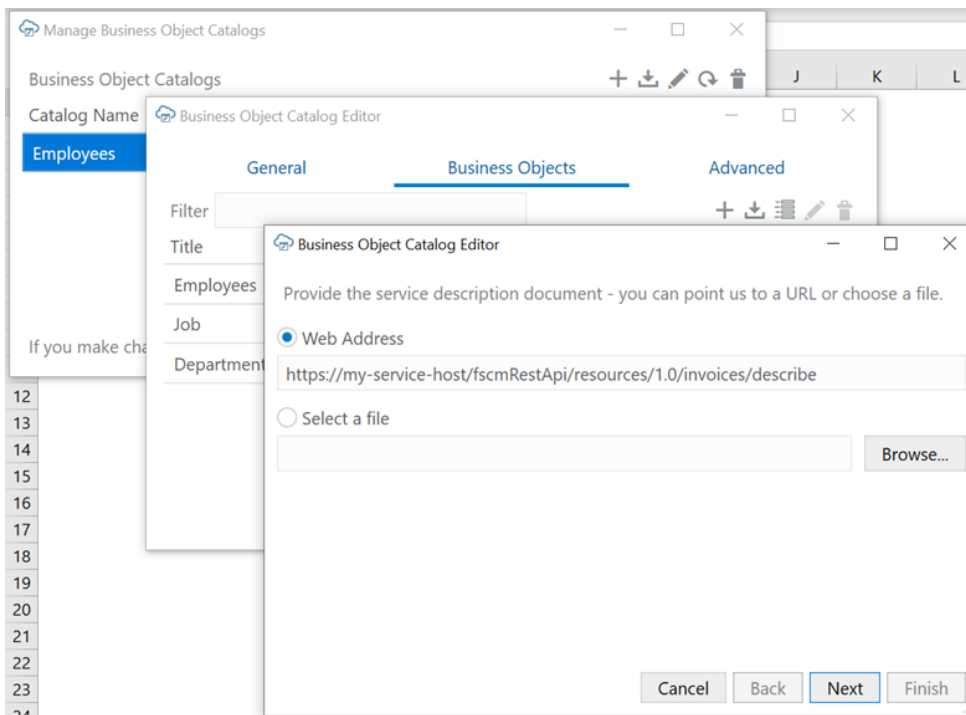 Manage Business Object Catalogs
Business Object Catalogs
J K L
Catalog Name
Employees
Business Object Catalog Editor
General Business Objects Advanced
Filter
Title
Employees
Job
Department
If you make cha
Business Object Catalog Editor
Provide the service description document - you can point us to a URL or choose a file.
Web Address
https://my-service-host/fscmRestApi/resources/1.0/invoices/describe
Select a file
Browse...
Cancel Back Next Finish
12
13
14
15
16
17
18
19
20
21
22
23
24